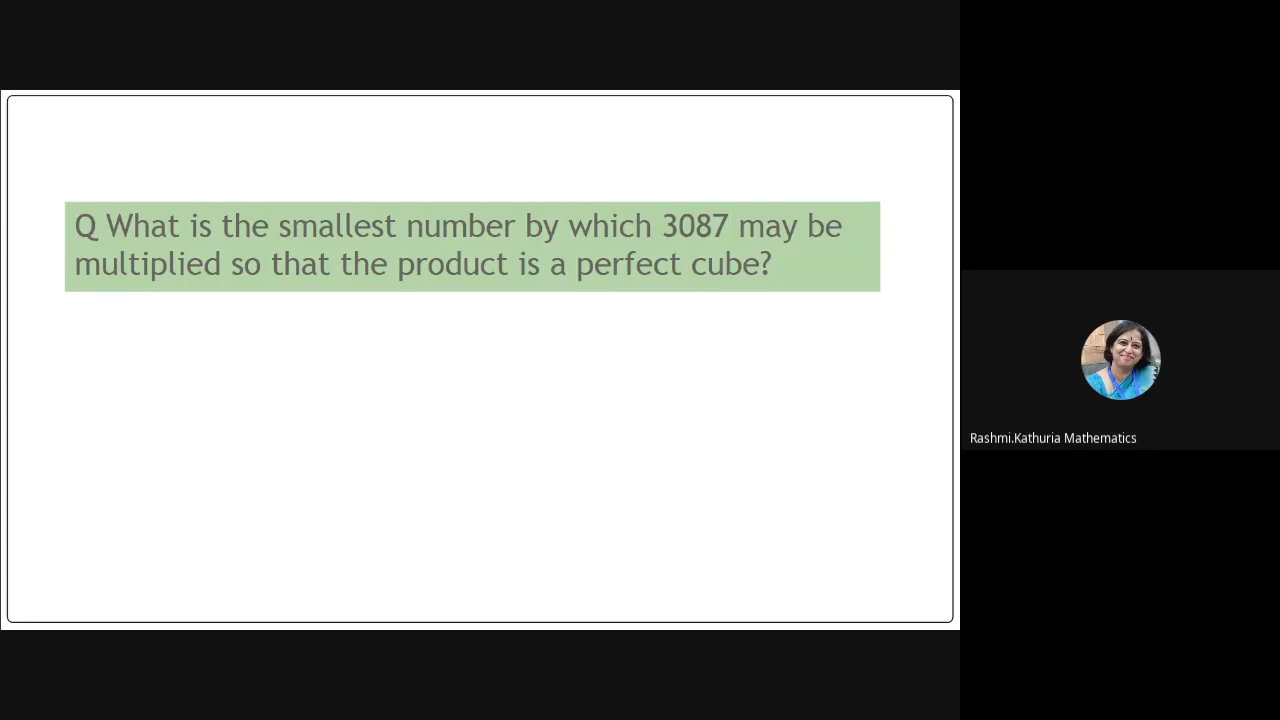 Q What is the smallest number by which 3087 may be
multiplied so that the product is a perfect cube?
Rashmi.Kathuria Mathematics